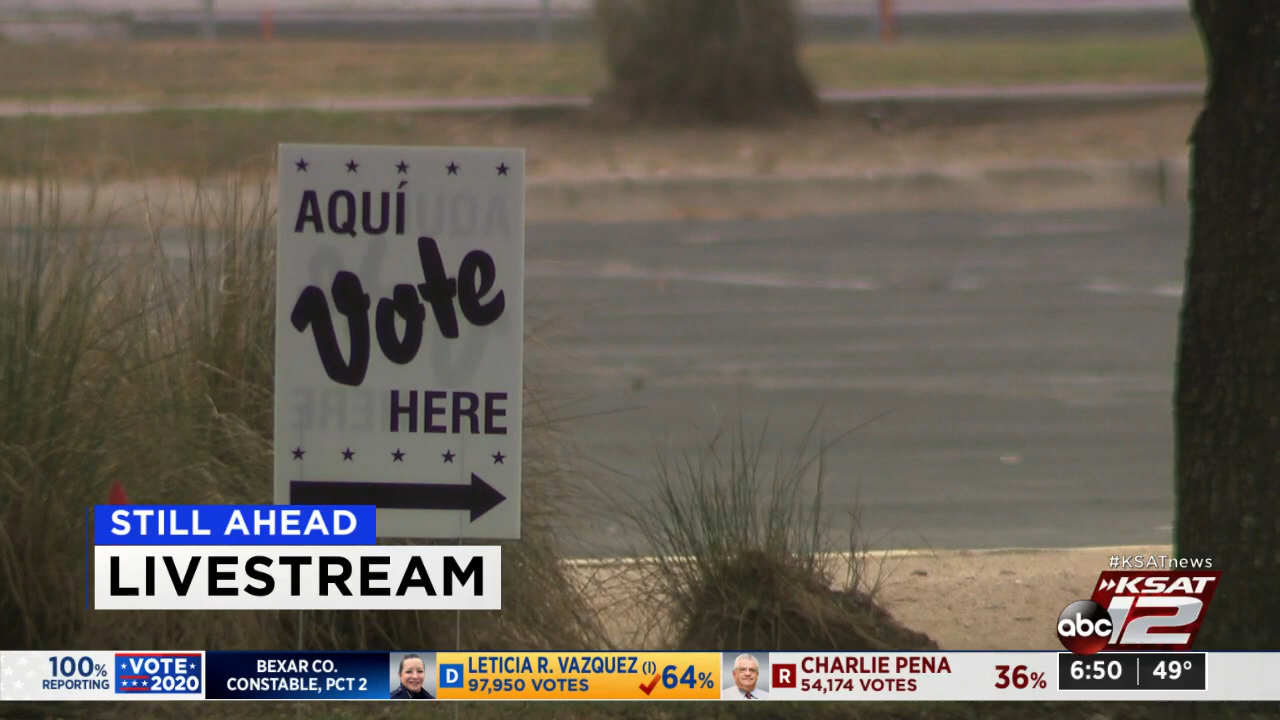 AQUÍ
Vote
HERE
STILL AHEAD
LIVESTREAM
#KSATnews
KSAT
abc 12
100% REPORTING
VOTE 2020
BEXAR CO.
CONSTABLE, PCT 2
D LETICIA R. VAZQUEZ (I)
97,950 VOTES
64%
R CHARLIE PENA
54,174 VOTES
36%
6:50 49°